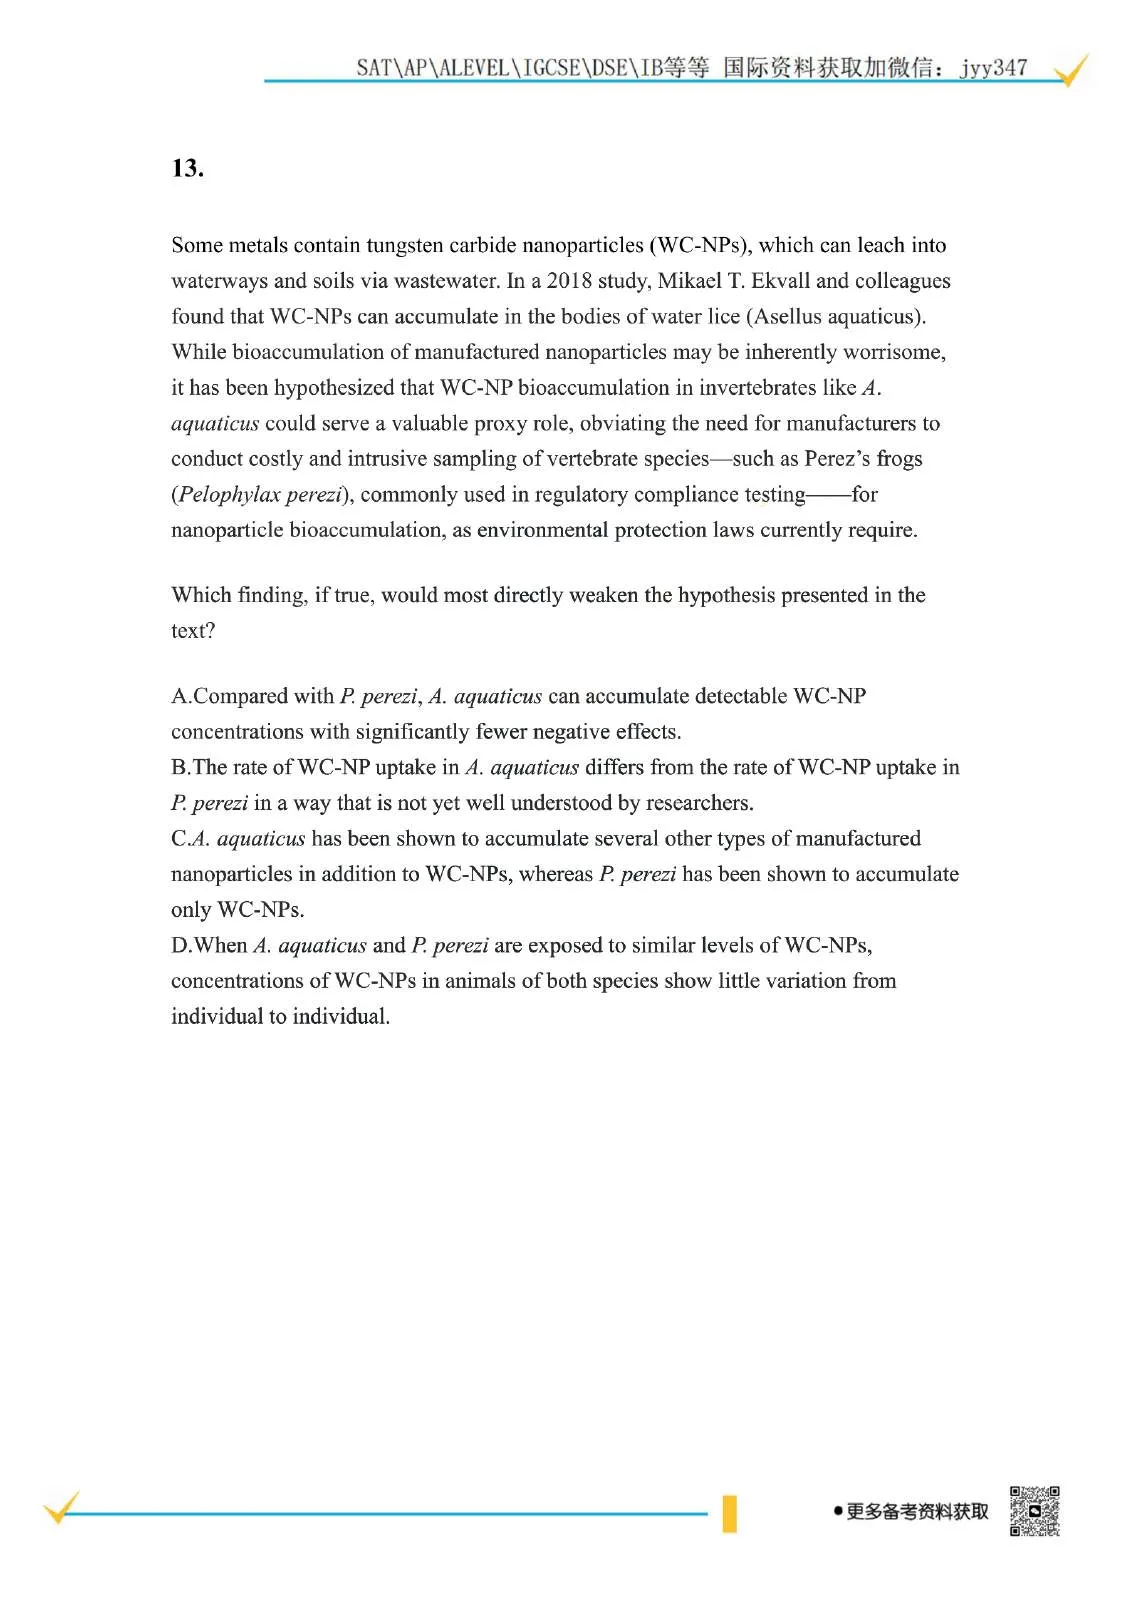 SAT\AP\ALEVEL\IGCSE\DSE\IB等等 国际资料获取加微信：jyy347
13.
Some metals contain tungsten carbide nanoparticles (WC-NPs), which can leach into
waterways and soils via wastewater. In a 2018 study, Mikael T. Ekvall and colleagues
found that WC-NPs can accumulate in the bodies of water lice (Asellus aquaticus).
While bioaccumulation of manufactured nanoparticles may be inherently worrisome,
it has been hypothesized that WC-NP bioaccumulation in invertebrates like A.
aquaticus could serve a valuable proxy role, obviating the need for manufacturers to
conduct costly and intrusive sampling of vertebrate species—such as Perez’s frogs
(Pelophylax perezi), commonly used in regulatory compliance testing——for
nanoparticle bioaccumulation, as environmental protection laws currently require.
Which finding, if true, would most directly weaken the hypothesis presented in the
text?
A.Compared with P. perezi, A. aquaticus can accumulate detectable WC-NP
concentrations with significantly fewer negative effects.
B.The rate of WC-NP uptake in A. aquaticus differs from the rate of WC-NP uptake in
P. perezi in a way that is not yet well understood by researchers.
C.A. aquaticus has been shown to accumulate several other types of manufactured
nanoparticles in addition to WC-NPs, whereas P. perezi has been shown to accumulate
only WC-NPs.
D.When A. aquaticus and P. perezi are exposed to similar levels of WC-NPs,
concentrations of WC-NPs in animals of both species show little variation from
individual to individual.
●更多备考资料获取